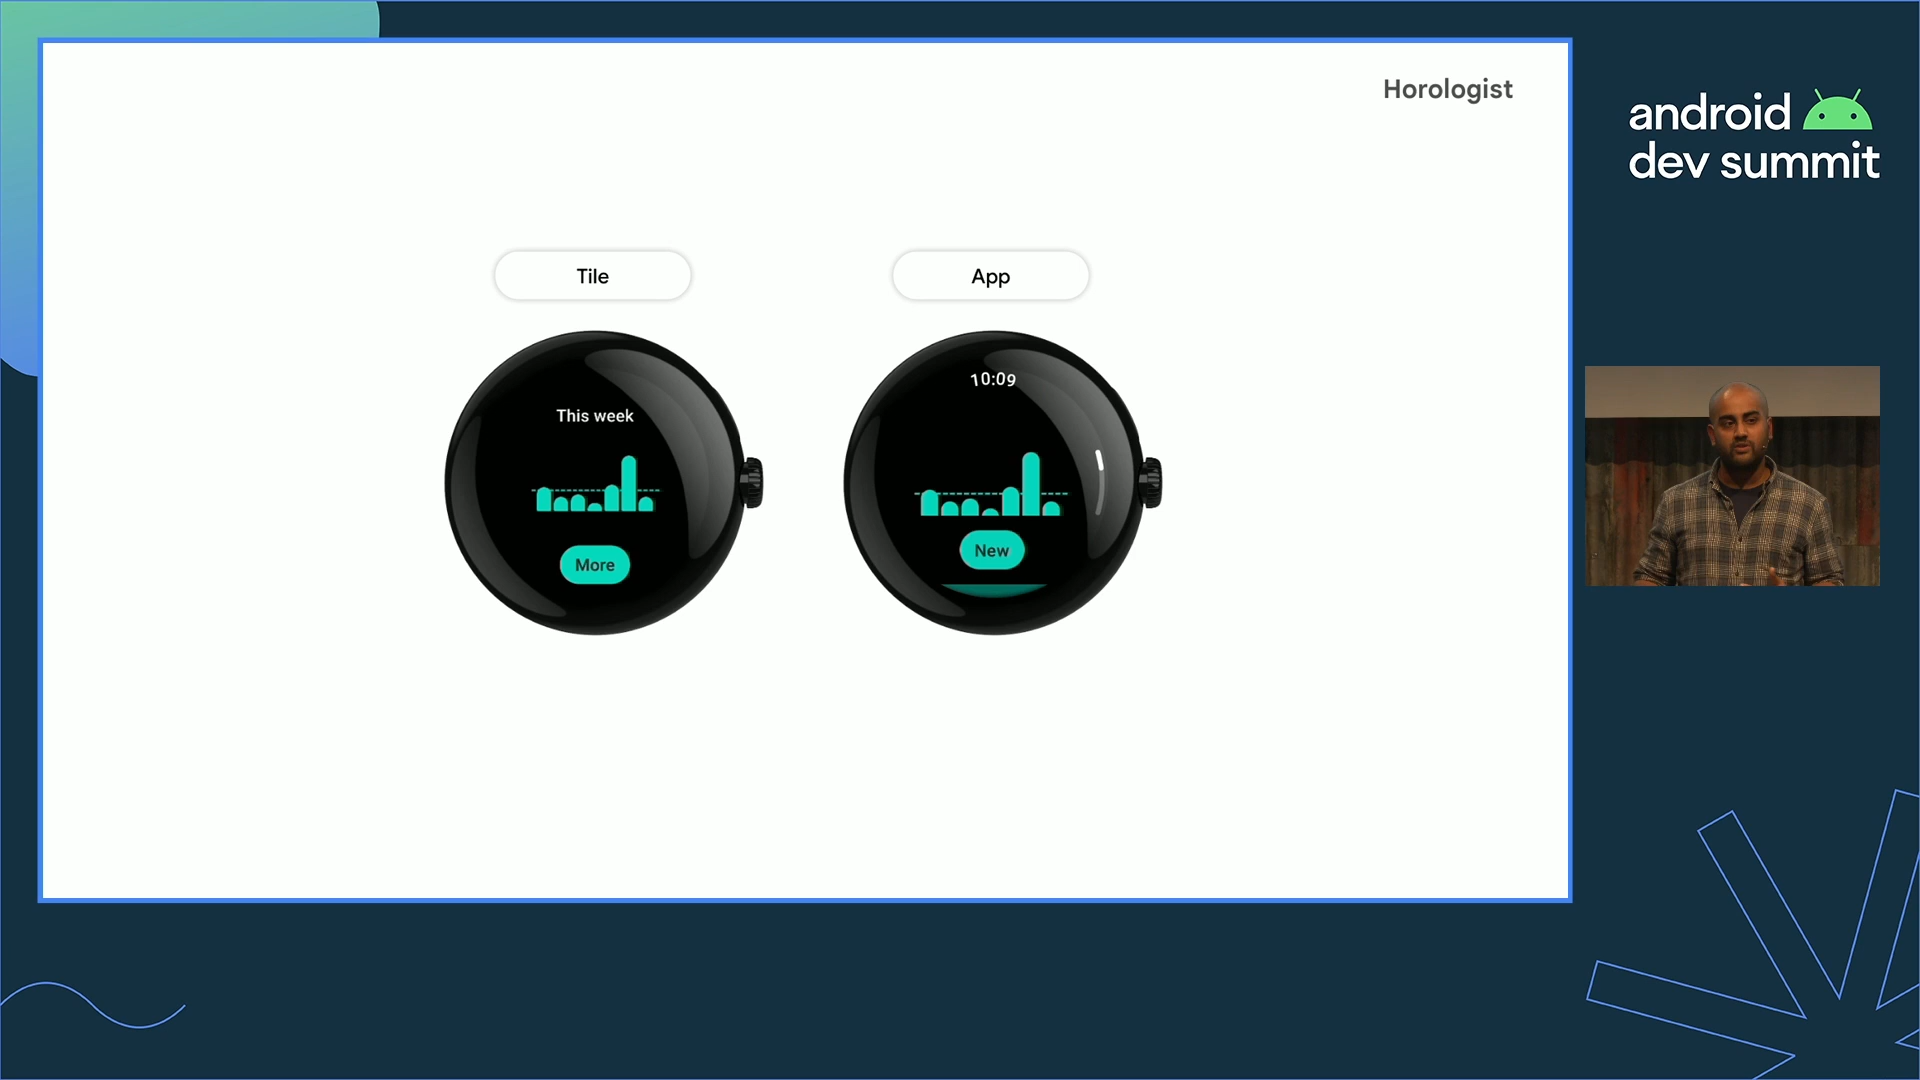 Horologist
android
dev summit
Tile
App
This week
More
10:09
New